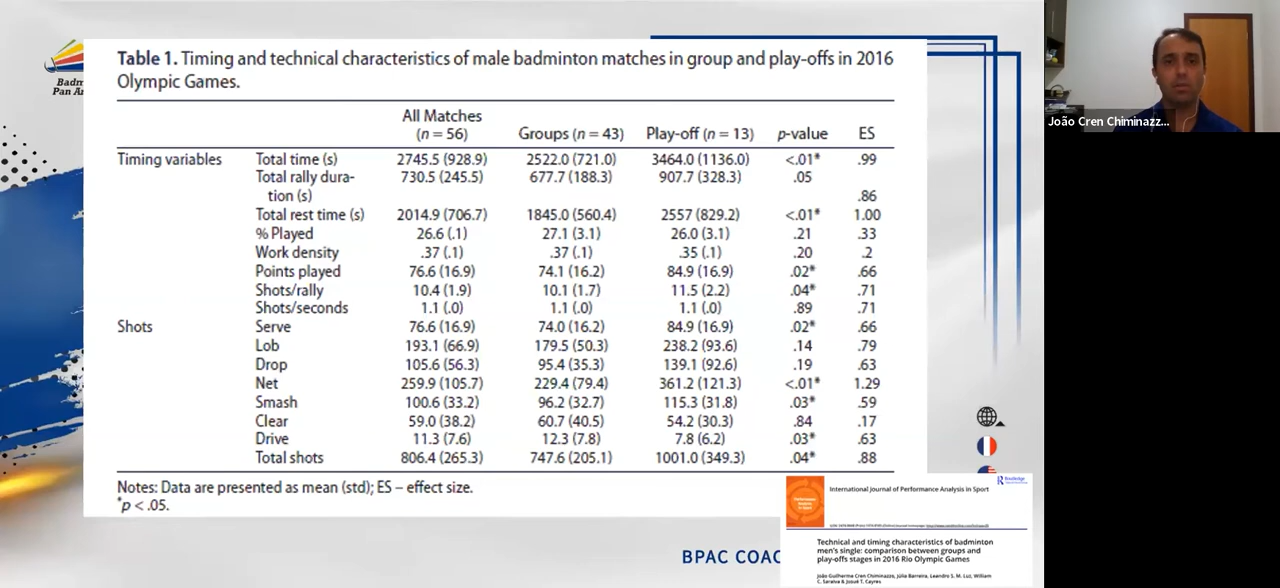 Badm
Pan Ar
Table 1. Timing and technical characteristics of male badminton matches in group and play-offs in 2016
Olympic Games.
All Matches
(n = 56) Groups (n = 43) Play-off (n = 13) p-value ES
Timing variables Total time (s) 2745.5 (928.9) 2522.0 (721.0) 3464.0 (1136.0) <.01* .99
Total rally dura- 730.5 (245.5) 677.7 (188.3) 907.7 (328.3) .05
tion (s) .86
Total rest time (s) 2014.9 (706.7) 1845.0 (560.4) 2557 (829.2) <.01* 1.00
% Played 26.6 (.1) 27.1 (3.1) 26.0 (3.1) .21 .33
Work density .37 (.1) .37 (.1) .35 (.1) .20 .2
Points played 76.6 (16.9) 74.1 (16.2) 84.9 (16.9) .02* .66
Shots/rally 10.4 (1.9) 10.1 (1.7) 11.5 (2.2) .04* .71
Shots/seconds 1.1 (.0) 1.1 (.0) 1.1 (.0) .89 .71
Shots Serve 76.6 (16.9) 74.0 (16.2) 84.9 (16.9) .02* .66
Lob 193.1 (66.9) 179.5 (50.3) 238.2 (93.6) .14 .79
Drop 105.6 (56.3) 95.4 (35.3) 139.1 (92.6) .19 .63
Net 259.9 (105.7) 229.4 (79.4) 361.2 (121.3) <.01* 1.29
Smash 100.6 (33.2) 96.2 (32.7) 115.3 (31.8) .03* .59
Clear 59.0 (38.2) 60.7 (40.5) 54.2 (30.3) .84 .17
Drive 11.3 (7.6) 12.3 (7.8) 7.8 (6.2) .03* .63
Total shots 806.4 (265.3) 747.6 (205.1) 1001.0 (349.3) .04* .88
Notes: Data are presented as mean (std); ES – effect size.
*p < .05.
João Cren Chiminazz...
BPAC COAC
International Journal of Performance Analysis in Sport
Routledge
Technical and timing characteristics of badminton
men's single: comparison between groups and
play-offs stages in 2016 Rio Olympic Games
João Guilherme Cren Chiminazzo, Júlia Barreira, Leandro S. M. Luz, William
C. Saraiva & Josué T. Cayres